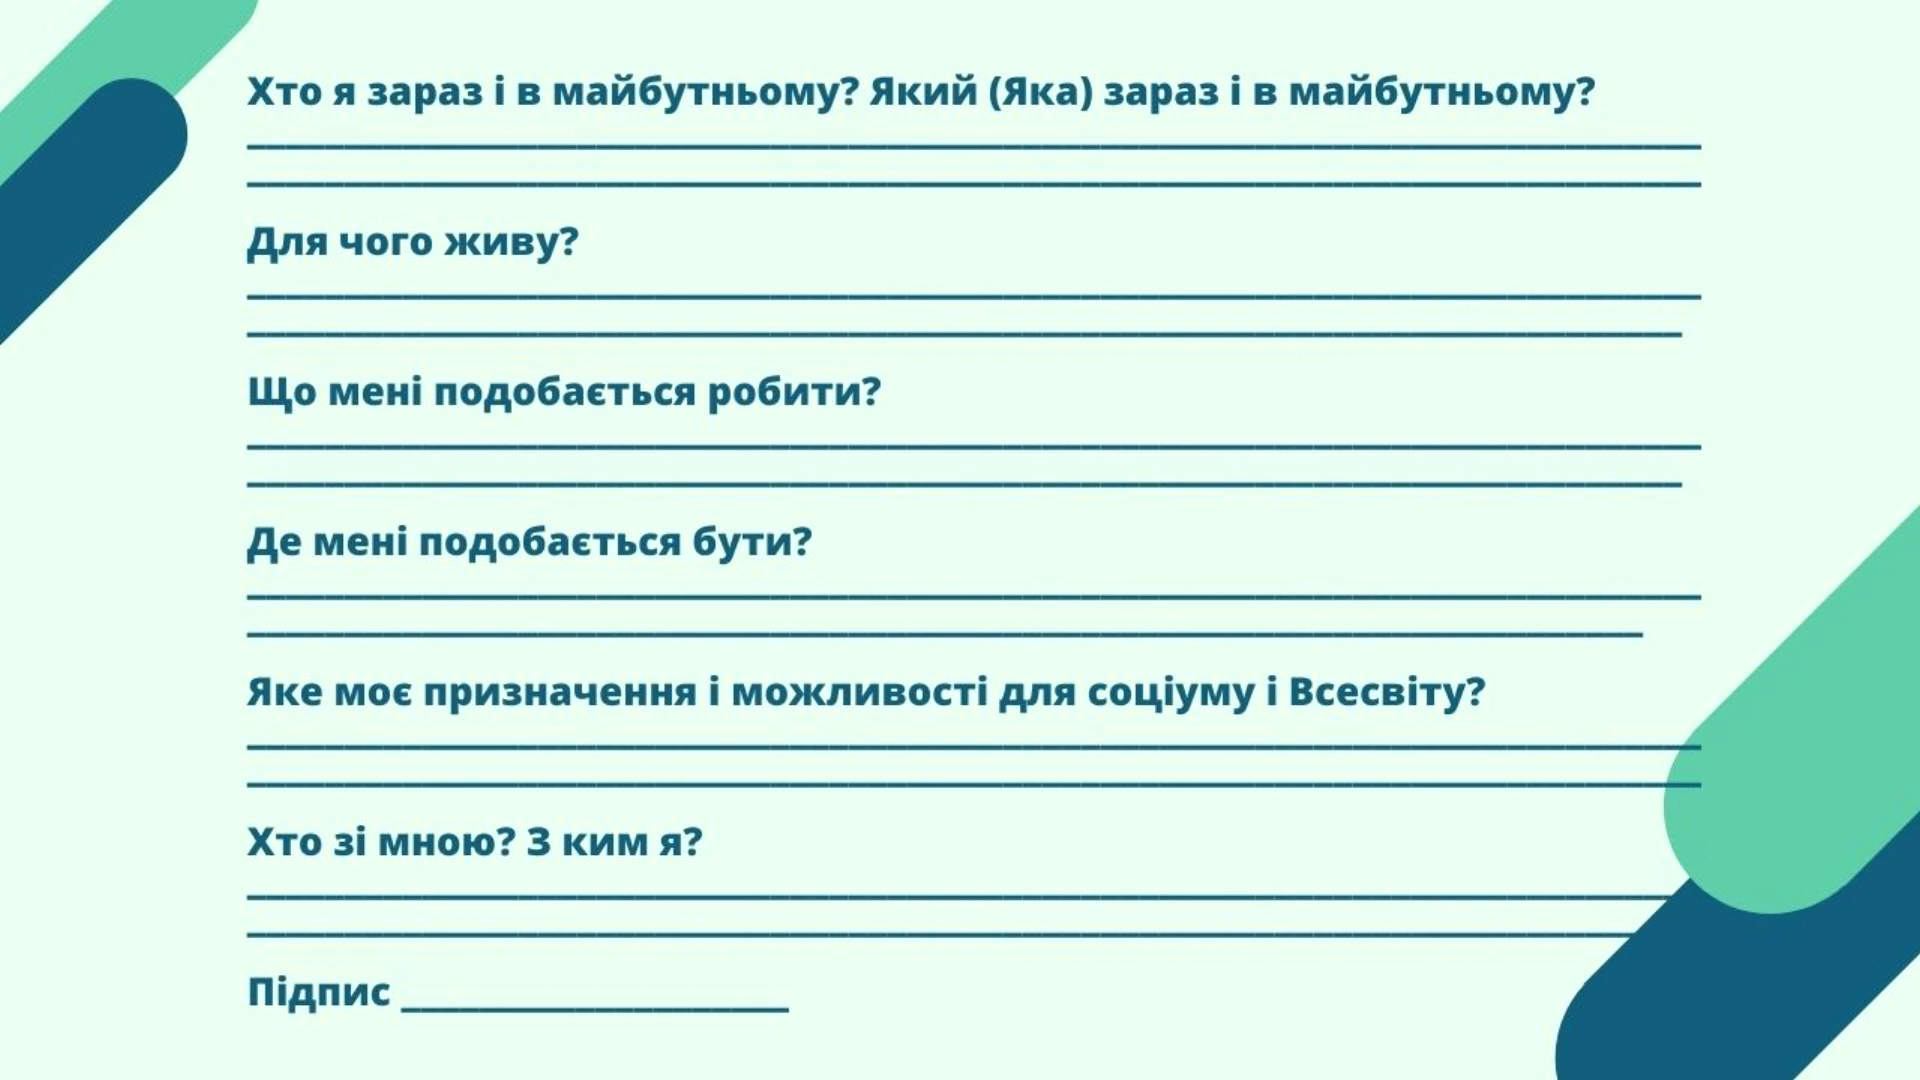 Хто я зараз і в майбутньому? Який (Яка) зараз і в майбутньому?
Для чого живу?
Що мені подобається робити?
Де мені подобається бути?
Яке моє призначення і можливості для соціуму і Всесвіту?
Хто зі мною? З ким я?
Підпис ____________________